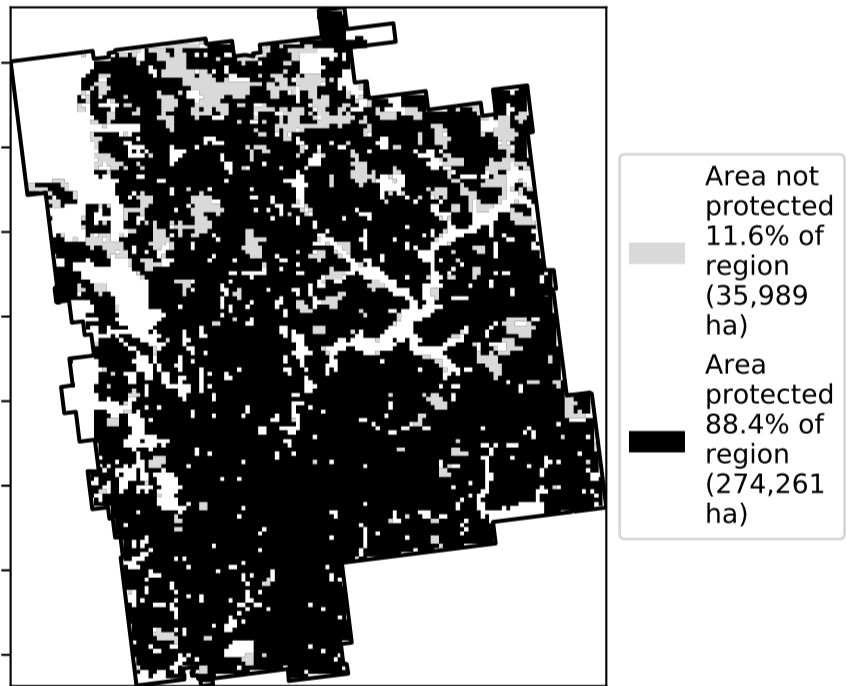 Area not
protected
11.6% of
region
(35,989
ha)
Area
protected
88.4% of
region
(274,261
ha)